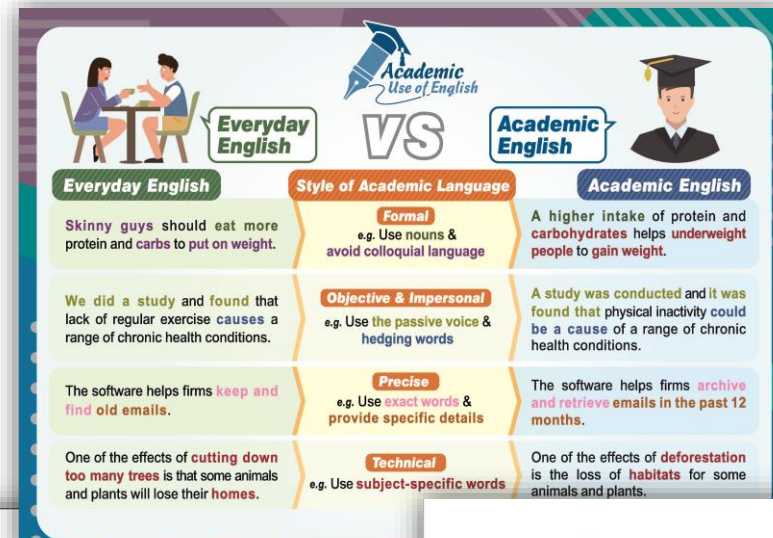 Academic
Use of English
Everyday
English
VS
Academic
English
Everyday English
Style of Academic Language
Academic English
Skinny guys should eat more
protein and carbs to put on weight.
Formal
e.g. Use nouns &
avoid colloquial language
A higher intake of protein and
carbohydrates helps underweight
people to gain weight.
We did a study and found that
lack of regular exercise causes a
range of chronic health conditions.
Objective & Impersonal
e.g. Use the passive voice &
hedging words
A study was conducted and it was
found that physical inactivity could
be a cause of a range of chronic
health conditions.
The software helps firms keep and
find old emails.
Precise
e.g. Use exact words &
provide specific details
The software helps firms archive
and retrieve emails in the past 12
months.
One of the effects of cutting down
too many trees is that some animals
and plants will lose their homes.
Technical
e.g. Use subject-specific words
One of the effects of deforestation
is the loss of habitats for some
animals and plants.